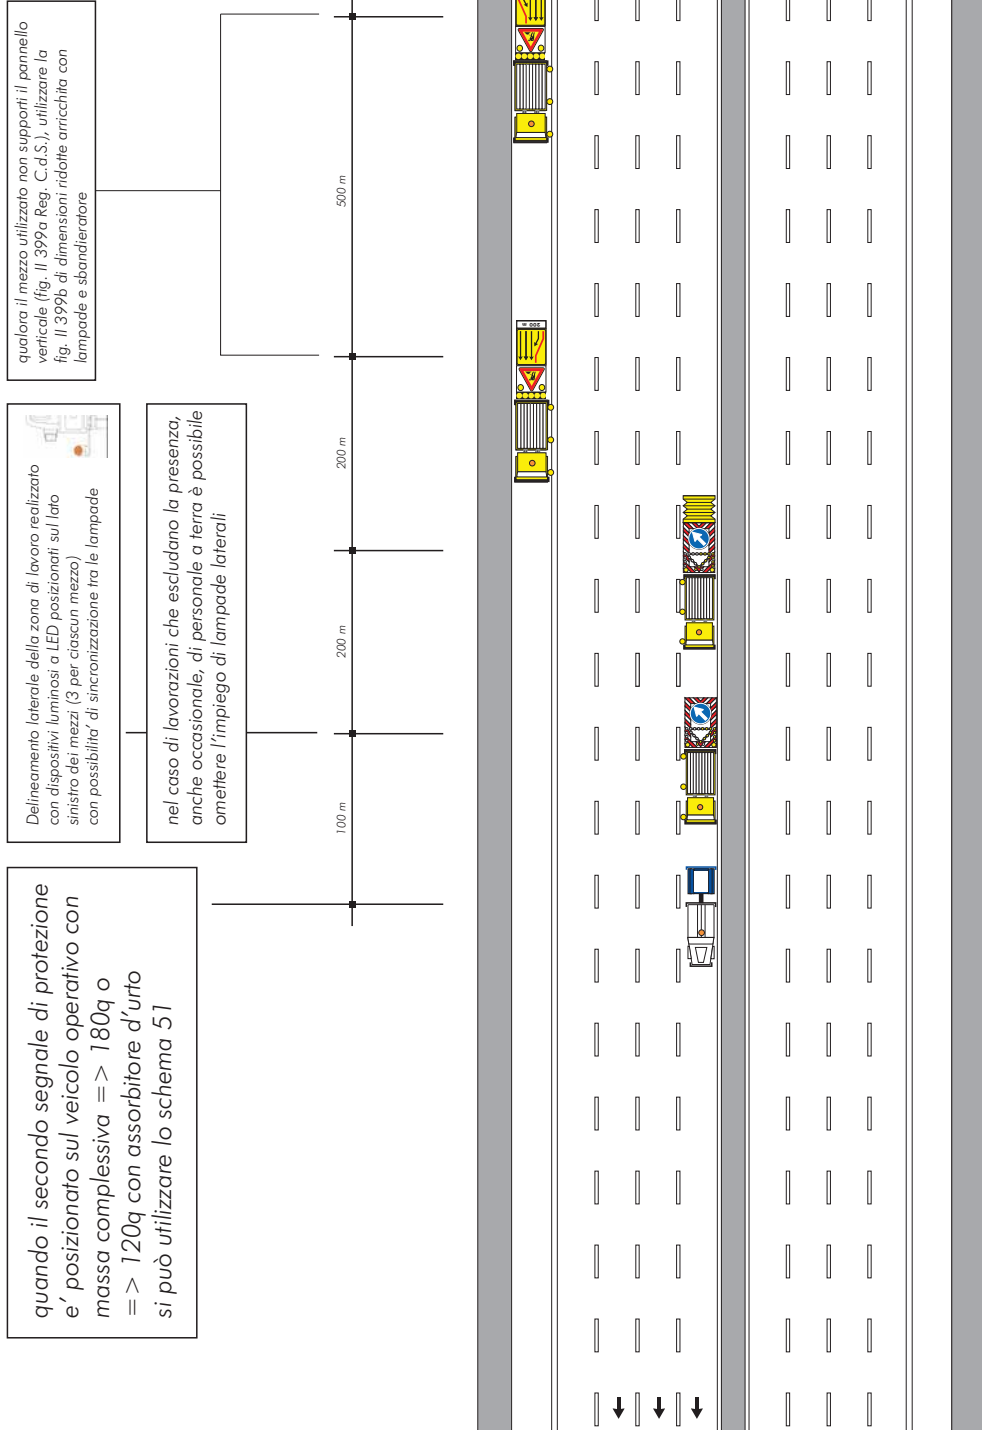 qualora il mezzo utilizzato non supporti il pannello
verticale (fig. II 399a Reg. C.d.S.), utilizzare la
fig. II 399b di dimensioni ridotte arricchita con
lampade e sbandieratore
Delineamento laterale della zona di lavoro realizzato
con dispositivi luminosi a LED posizionati sul lato
sinistro dei mezzi (3 per ciascun mezzo)
con possibilita' di sincronizzazione tra le lampade
nel caso di lavorazioni che escludano la presenza,
anche occasionale, di personale a terra è possibile
omettere l'impiego di lampade laterali
quando il secondo segnale di protezione
e' posizionato sul veicolo operativo con
massa complessiva => 180q o
=> 120q con assorbitore d'urto
si può utilizzare lo schema 51
500 m
200 m
200 m
100 m
200 m